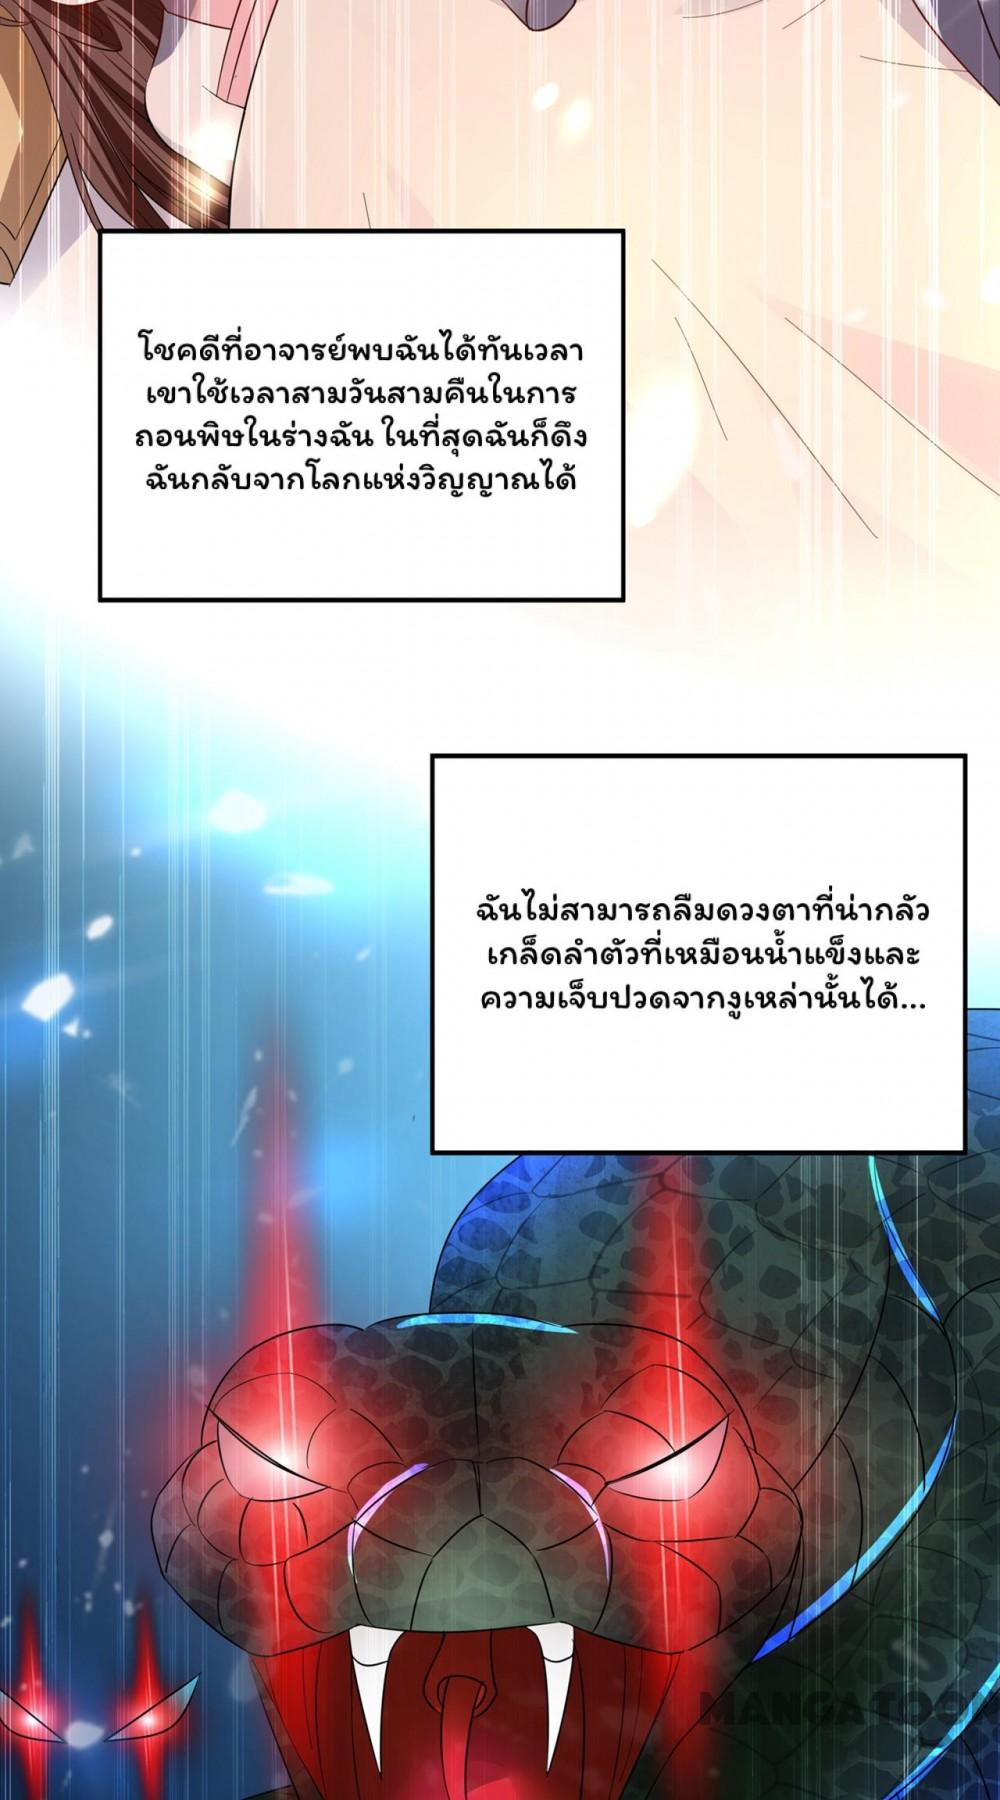 โชคดีที่อาจารย์พบฉันได้ทันเวลา
เขาใช้เวลาสามวันสามคืนในการ
ถอนพิษในร่างฉัน ในที่สุดฉันก็ดึง
ฉันกลับจากโลกแห่งวิญญาณได้
ฉันไม่สามารถลืมดวงตาที่น่ากลัว
เกล็ดลำตัวที่เหมือนน้ำแข็งและ
ความเจ็บปวดจากงูเหล่านั้นได้...
MANGATOON